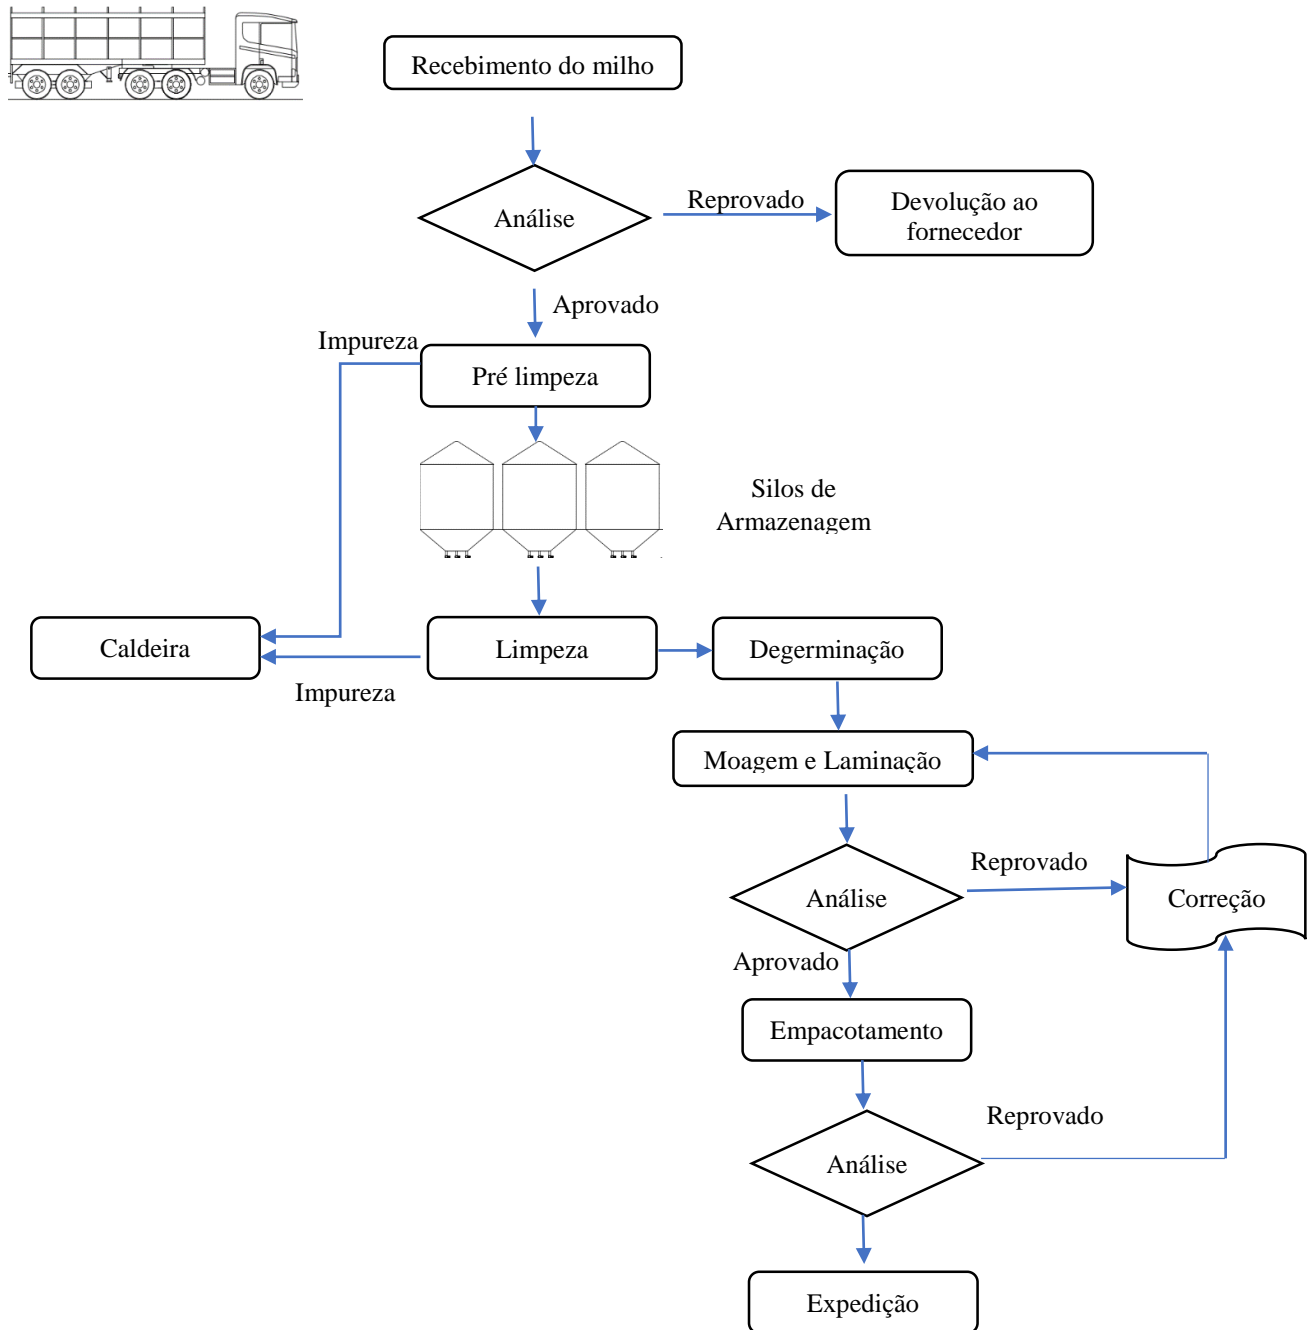 Recebimento do milho
Análise
Reprovado
Devolução ao
fornecedor
Aprovado
Impureza
Pré limpeza
Silos de
Armazenagem
Caldeira
Limpeza
Degerminação
Impureza
Moagem e Laminação
Análise
Reprovado
Correção
Aprovado
Empacotamento
Análise
Reprovado
Expedição